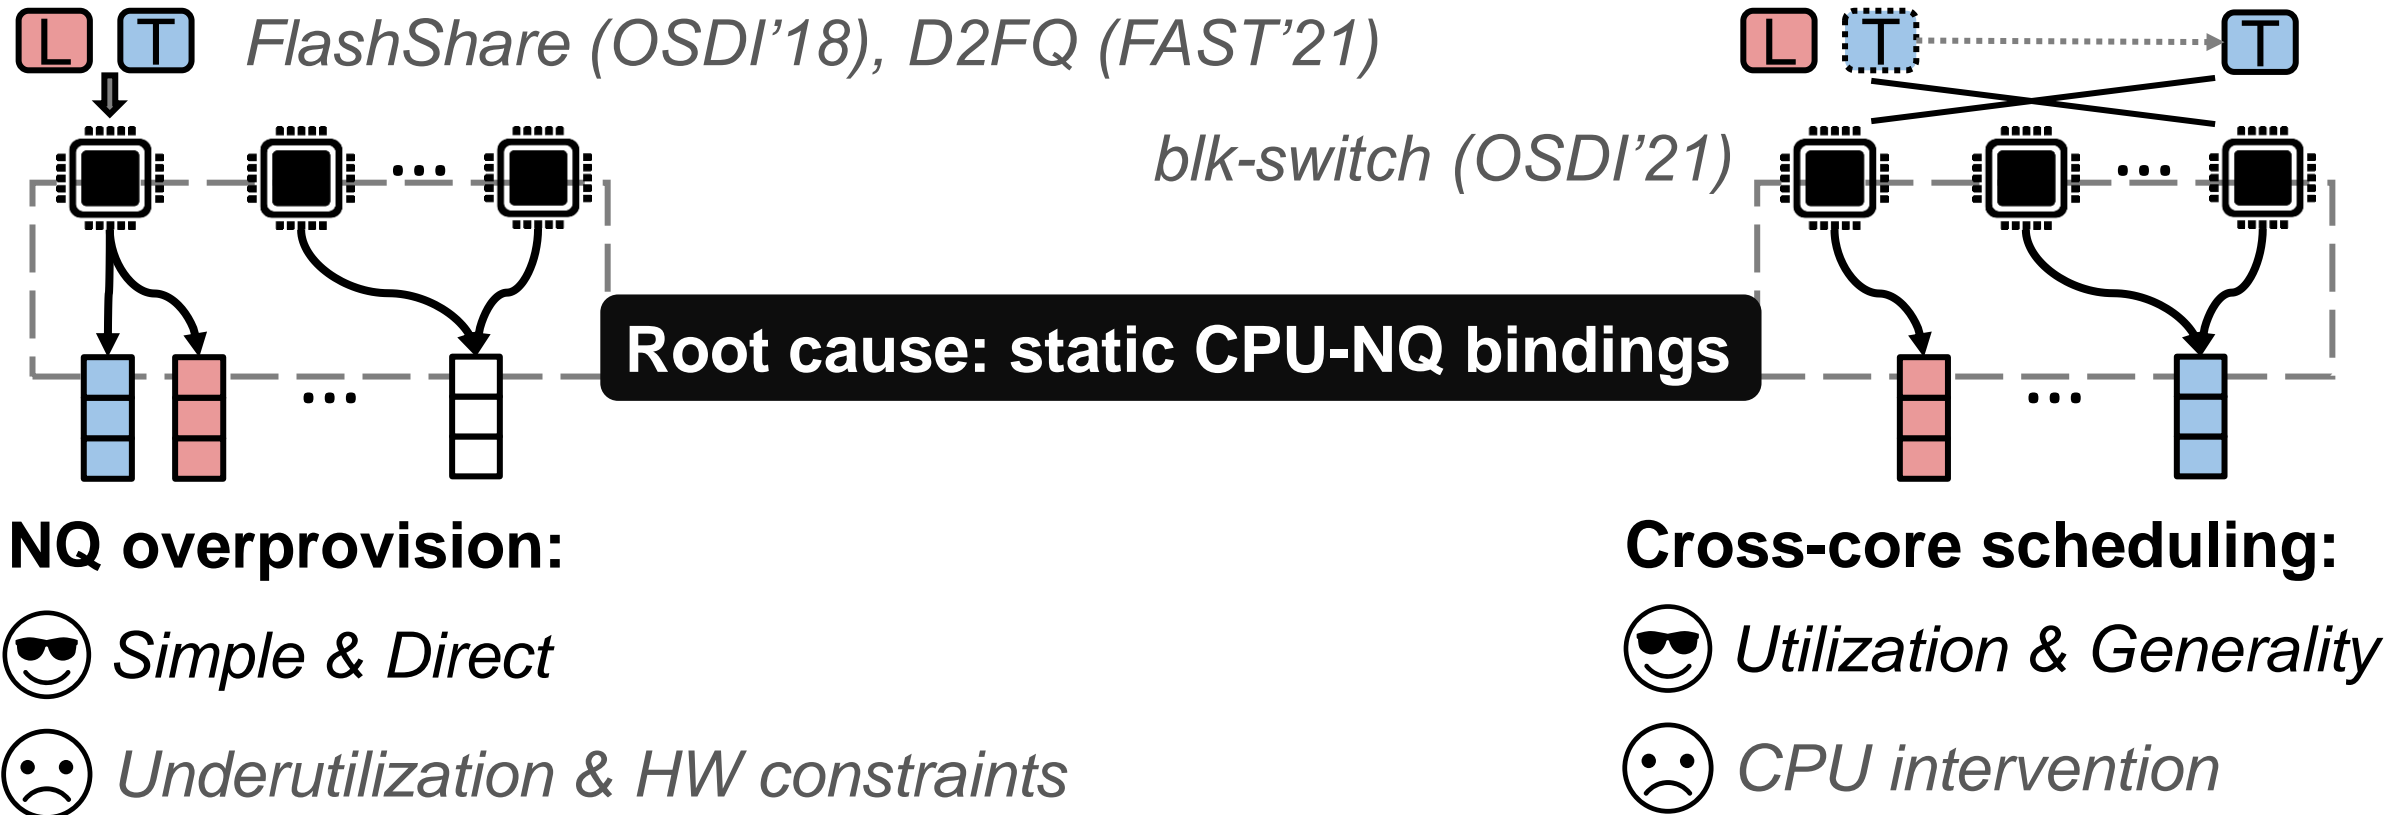 L T FlashShare (OSDI’18), D2FQ (FAST’21)
L T T
blk-switch (OSDI’21)
...
...
Root cause: static CPU-NQ bindings
...
...
NQ overprovision:
Simple & Direct
Underutilization & HW constraints
Cross-core scheduling:
Utilization & Generality
CPU intervention